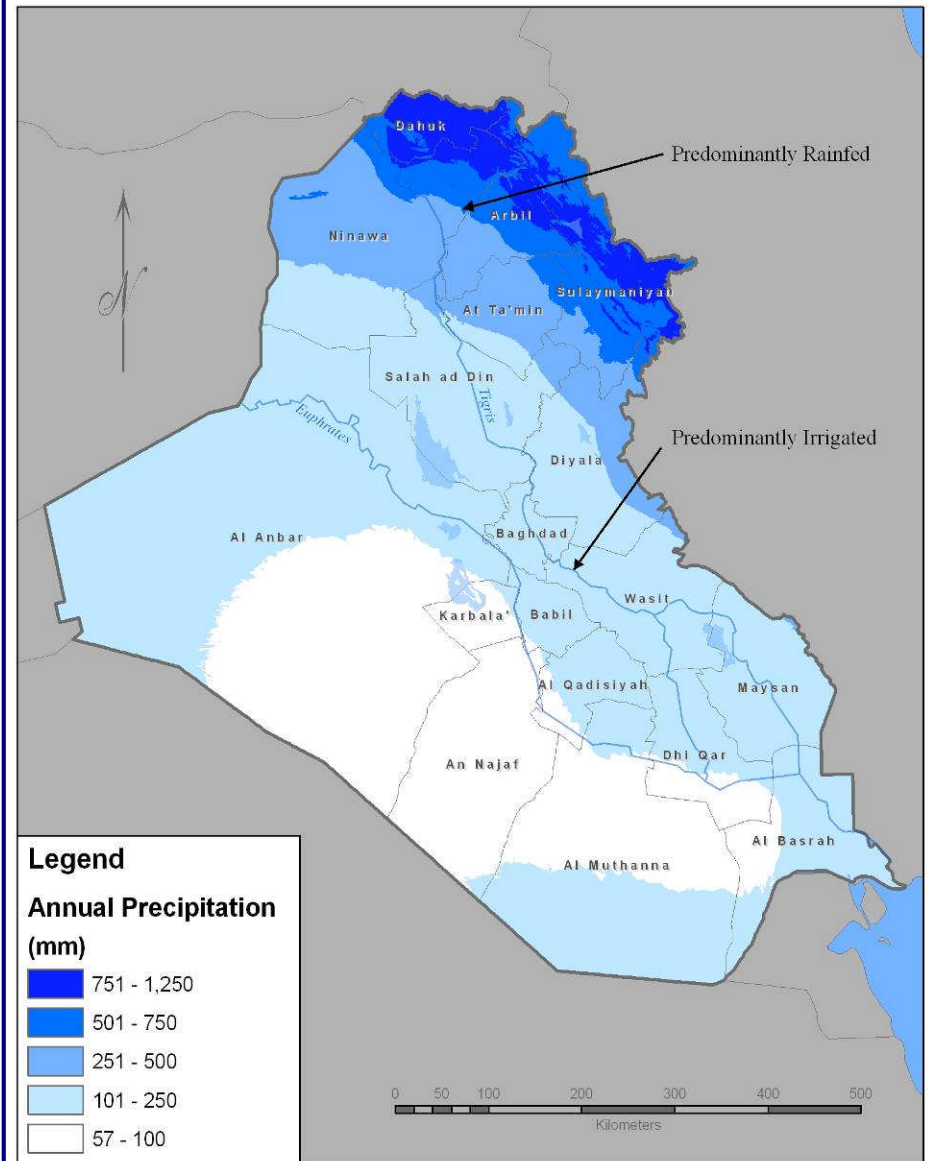 Dahuk
Predominantly Rainfed
Arbil
Ninawa
Sulaymaniyah
At Ta'min
Salah ad Din
Tigris
Euphrates
Predominantly Irrigated
Diyala
Al Anbar
Baghdad
Wasit
Karbala'
Babil
Al Qadisiyah
Maysan
Dhi Qar
An Najaf
Al Basrah
Al Muthanna
N
Legend
Annual Precipitation
(mm)
751 - 1,250
501 - 750
251 - 500
101 - 250
57 - 100
0 50 100 200 300 400 500
Kilometers